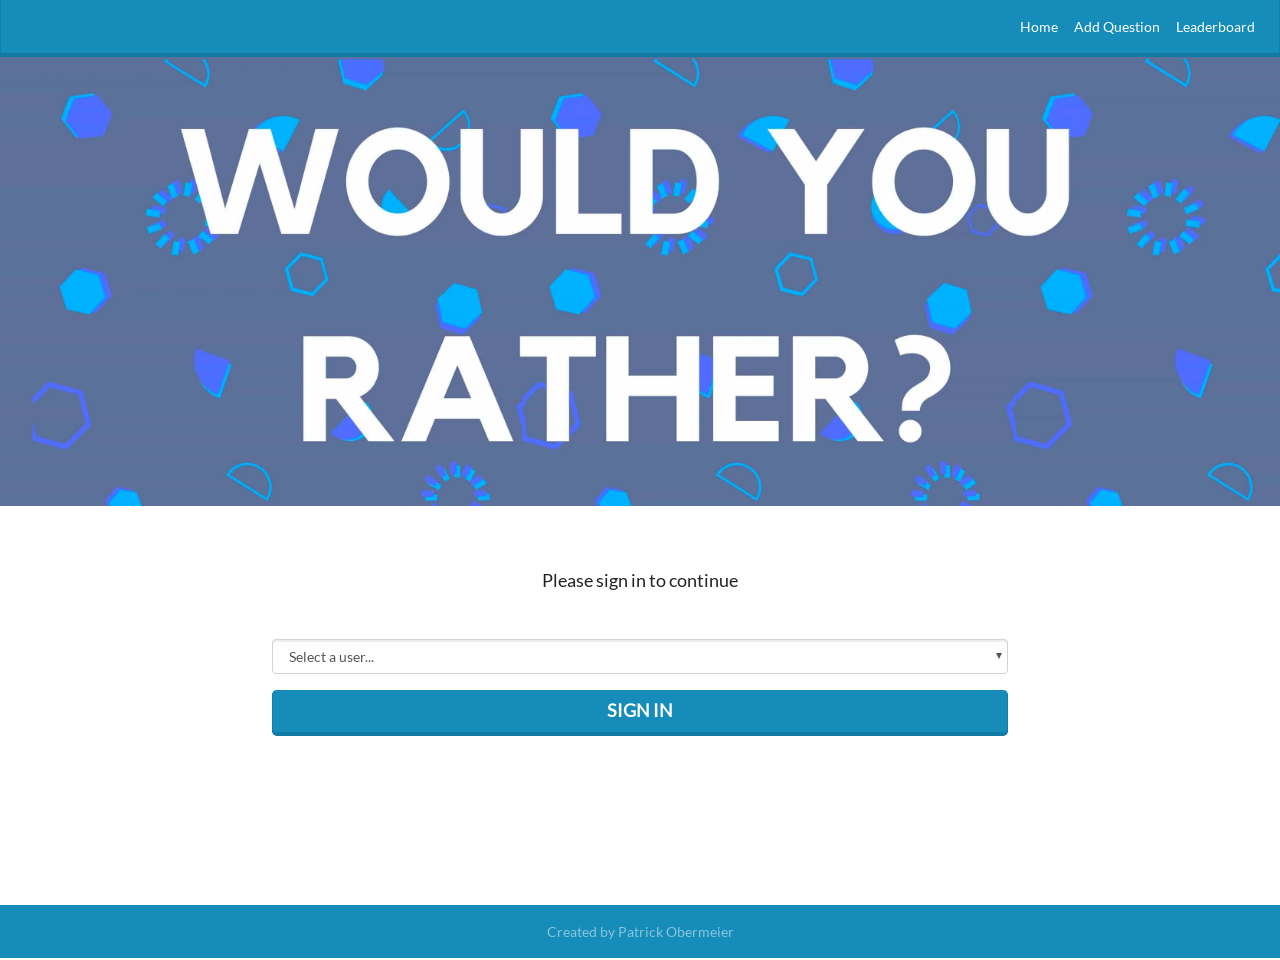 Home Add Question Leaderboard
WOULD YOU
RATHER?
Please sign in to continue
Select a user...
SIGN IN
Created by Patrick Obermeier